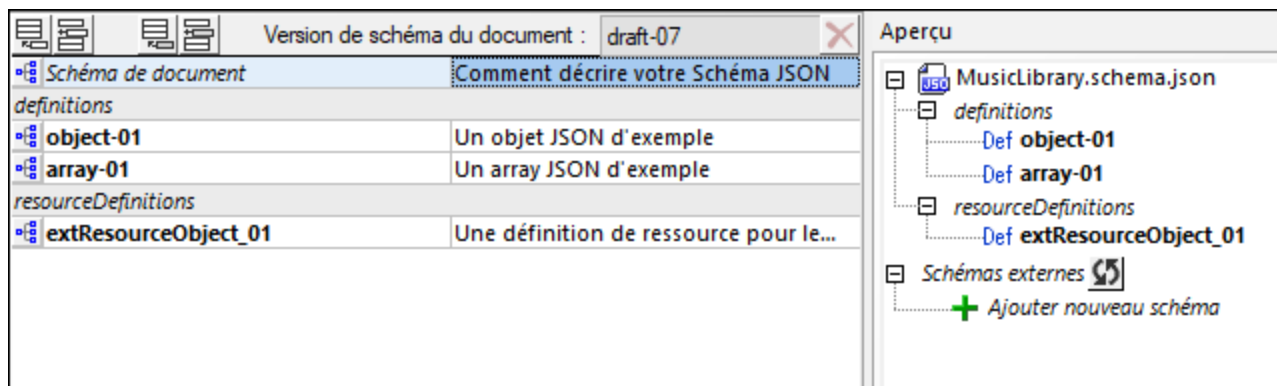 Version de schéma du document : draft-07
Schéma de document Comment décrire votre Schéma JSON
definitions
object-01 Un objet JSON d'exemple
array-01 Un array JSON d'exemple
resourceDefinitions
extResourceObject_01 Une définition de ressource pour le...
Aperçu
JSO MusicLibrary.schema.json
definitions
Def object-01
Def array-01
resourceDefinitions
Def extResourceObject_01
Schémas externes
Ajouter nouveau schéma